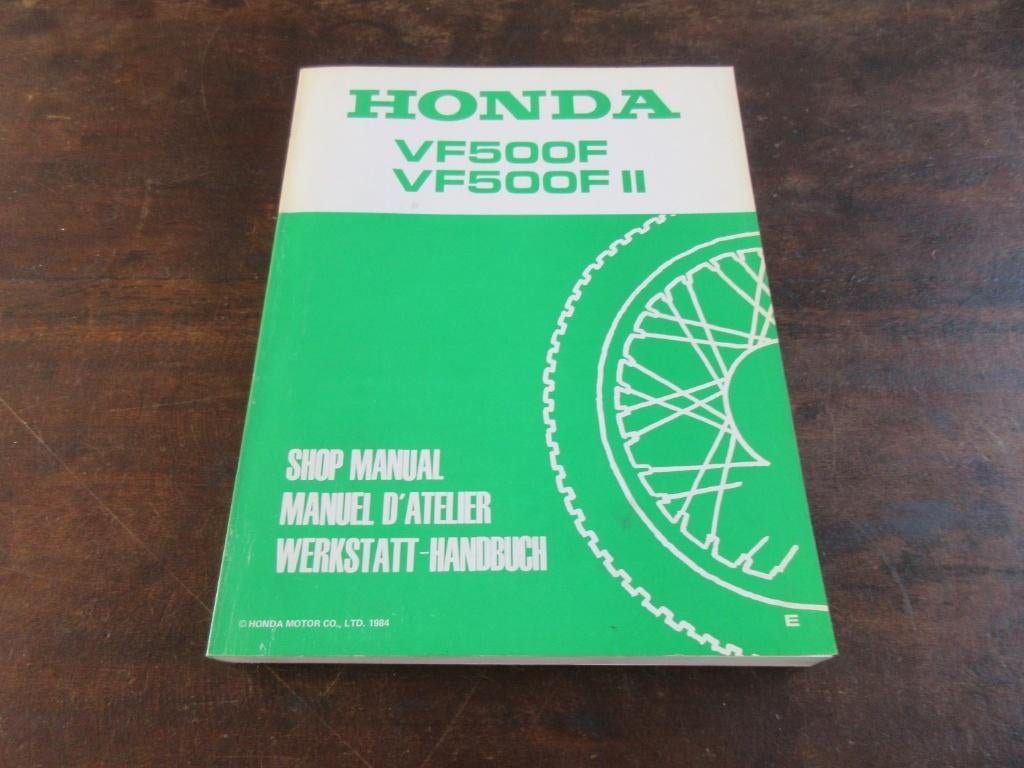 HONDA
VF500F
VF500F II
SHOP MANUAL
MANUEL D'ATELIER
WERKSTATT-HANDBUCH
© HONDA MOTOR CO., LTD. 1984
E